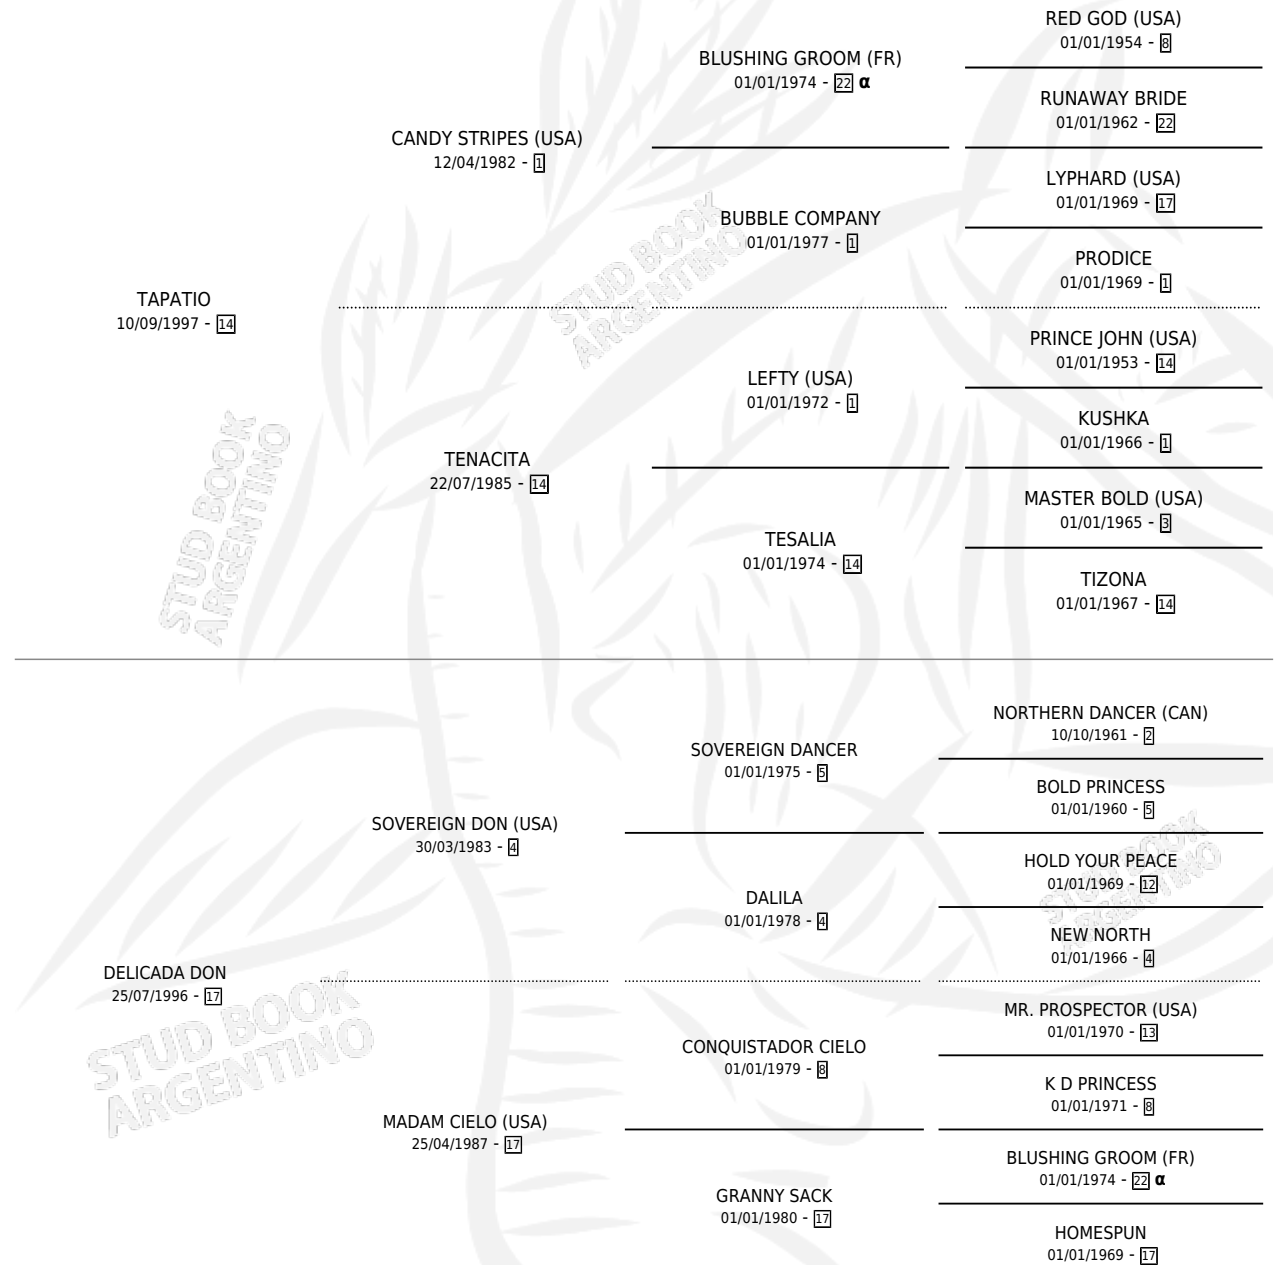 RED GOD (USA)
01/01/1954 - 8
BLUSHING GROOM (FR)
01/01/1974 - 22 α
RUNAWAY BRIDE
01/01/1962 - 22
CANDY STRIPES (USA)
12/04/1982 - 1
LYPHARD (USA)
01/01/1969 - 17
BUBBLE COMPANY
01/01/1977 - 1
PRODICE
01/01/1969 - 1
STUD BOOK
ARGENTINO
TAPATIO
10/09/1997 - 14
PRINCE JOHN (USA)
01/01/1953 - 14
LEFTY (USA)
01/01/1972 - 1
KUSHKA
01/01/1966 - 1
TENACITA
22/07/1985 - 14
MASTER BOLD (USA)
01/01/1965 - 3
TESALIA
01/01/1974 - 14
TIZONA
01/01/1967 - 14
STUD BOOK
ARGENTINO
NORTHERN DANCER (CAN)
10/10/1961 - 2
SOVEREIGN DANCER
01/01/1975 - 5
BOLD PRINCESS
01/01/1960 - 5
SOVEREIGN DON (USA)
30/03/1983 - 4
HOLD YOUR PEACE
01/01/1969 - 12
STUD BOOK
ARGENTINO
DALILA
01/01/1978 - 4
NEW NORTH
01/01/1966 - 4
DELICADA DON
25/07/1996 - 17
STUD BOOK
ARGENTINO
MR. PROSPECTOR (USA)
01/01/1970 - 13
CONQUISTADOR CIELO
01/01/1979 - 8
K D PRINCESS
01/01/1971 - 8
MADAM CIELO (USA)
25/04/1987 - 17
BLUSHING GROOM (FR)
01/01/1974 - 22 α
GRANNY SACK
01/01/1980 - 17
HOMESPUN
01/01/1969 - 17